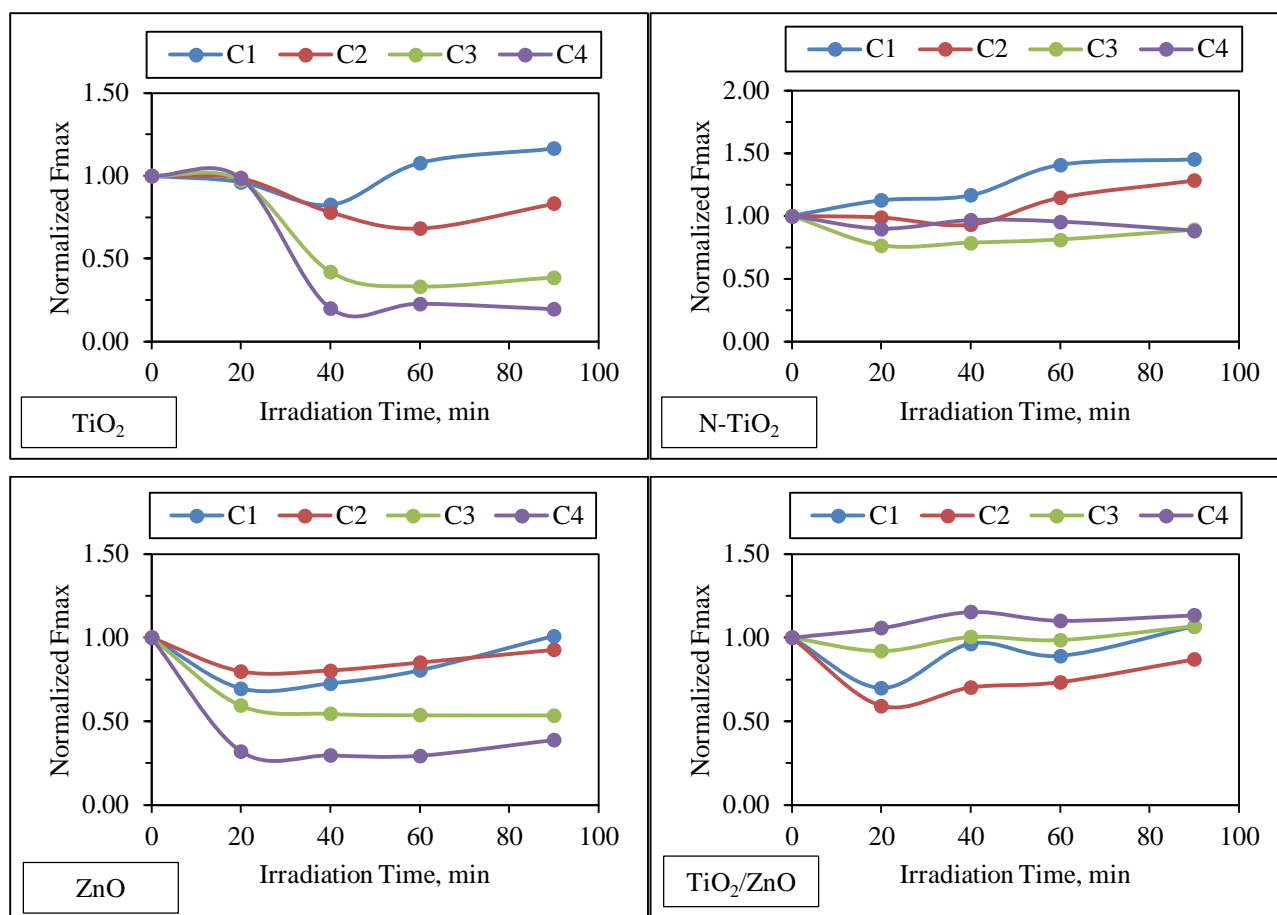 C1 C2 C3 C4
1.50
1.00
0.50
0.00
Normalized Fmax
0 20 40 60 80 100
Irradiation Time, min
TiO2
C1 C2 C3 C4
2.00
1.50
1.00
0.50
0.00
Normalized Fmax
0 20 40 60 80 100
Irradiation Time, min
N-TiO2
C1 C2 C3 C4
1.50
1.00
0.50
0.00
Normalized Fmax
0 20 40 60 80 100
Irradiation Time, min
ZnO
C1 C2 C3 C4
1.50
1.00
0.50
0.00
Normalized Fmax
0 20 40 60 80 100
Irradiation Time, min
TiO2/ZnO